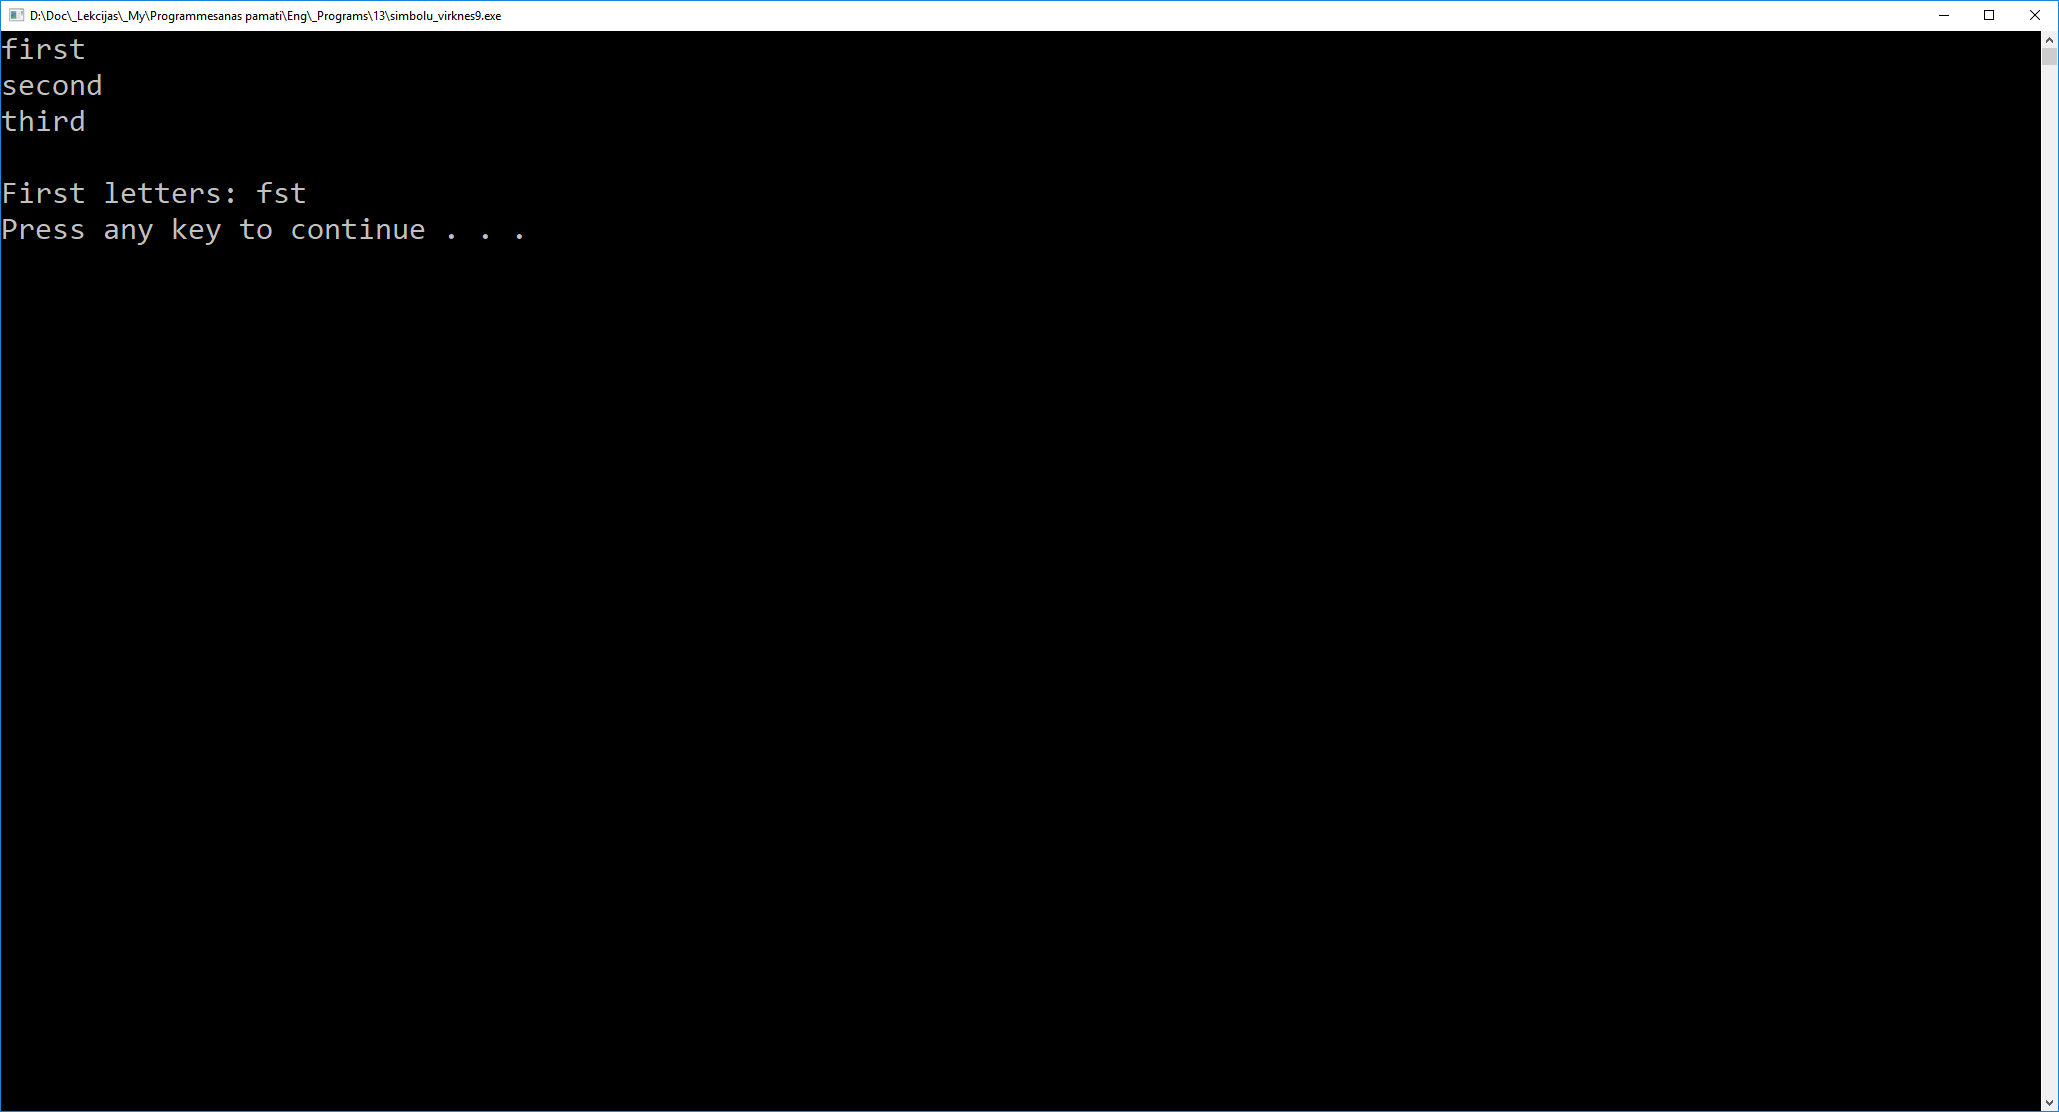 D:\Doc\_Lekcijas\_My\Programmesanas pamati\Eng\_Programs\13\simbolu_virknes9.exe
first
second
third
First letters: fst
Press any key to continue . . .